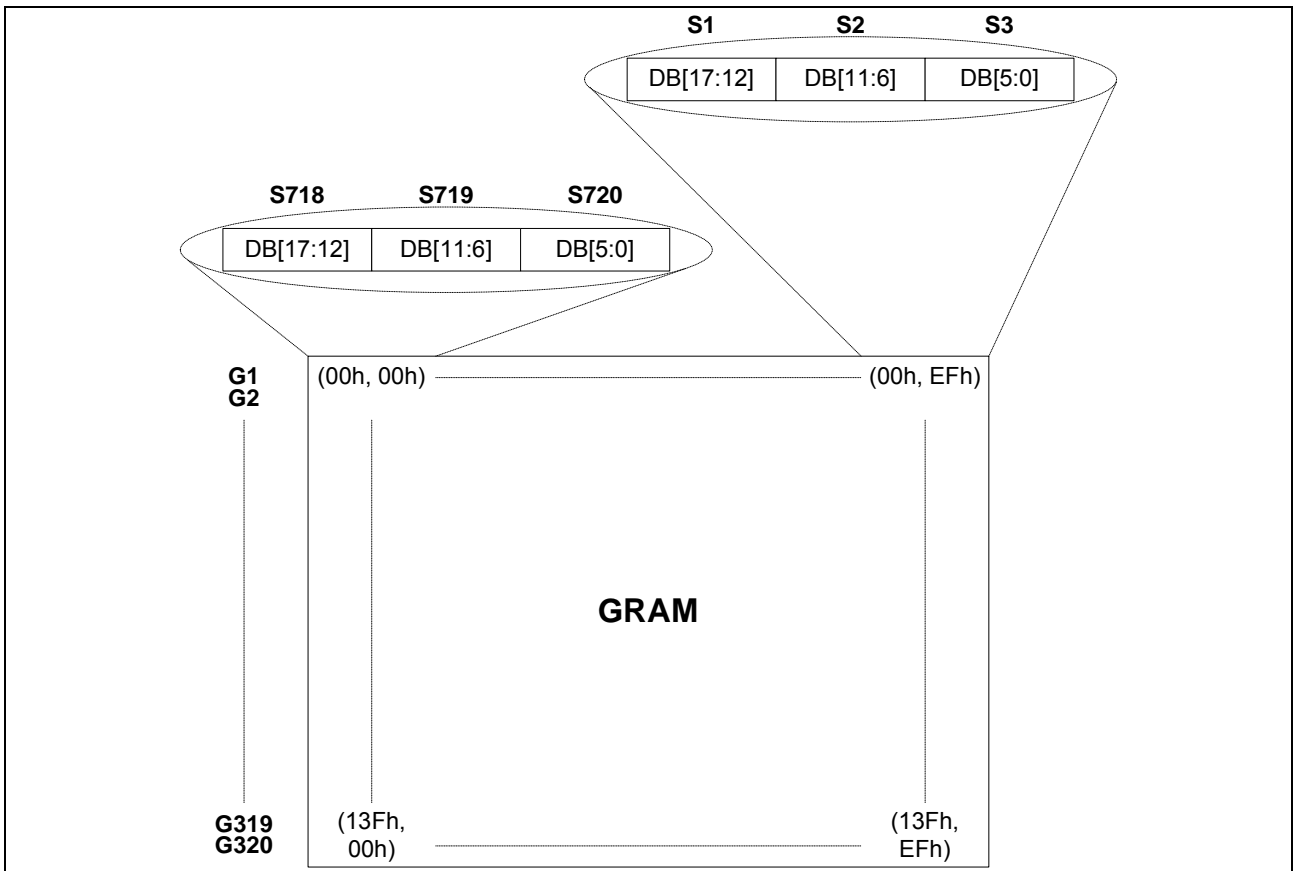 S1 S2 S3
DB[17:12] DB[11:6] DB[5:0]
S718 S719 S720
DB[17:12] DB[11:6] DB[5:0]
G1
G2
(00h, 00h) (00h, EFh)
GRAM
G319
G320
(13Fh,
00h)
(13Fh,
EFh)